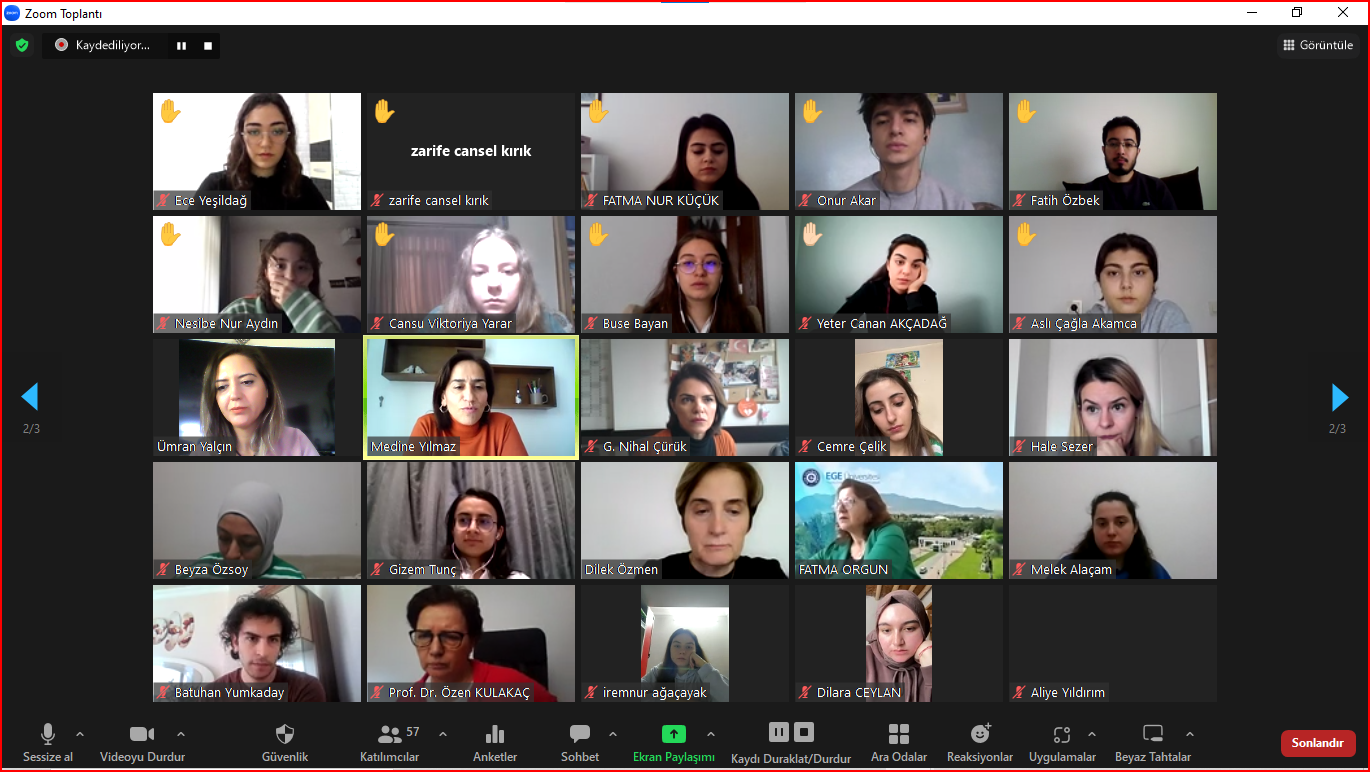 Zoom Toplantı
Kaydediliyor...
Görüntüle
Ece Yeşildağ
zarife cansel kırık
zarife cansel kırık
FATMA NUR KÜÇÜK
Onur Akar
Fatih Özbek
Nesibe Nur Aydın
Cansu Viktoriya Yarar
Buse Bayan
Yeter Canan AKÇADAĞ
Aslı Çağla Akamca
2/3
Ümran Yalçın
Medine Yılmaz
G. Nihal Çürük
Cemre Çelik
Hale Sezer
2/3
Beyza Özsoy
Gizem Tunç
Dilek Özmen
EGE Üniversitesi
FATMA ORGUN
Melek Alaçam
Batuhan Yumkaday
Prof. Dr. Özen KULAKAÇ
iremnur ağaçayak
Dilara CEYLAN
Aliye Yıldırım
Sessize al
Videoyu Durdur
Güvenlik
57
Katılımcılar
Anketler
Sohbet
Ekran Paylaşımı
Kaydı Duraklat/Durdur
Ara Odalar
Reaksiyonlar
Uygulamalar
Beyaz Tahtalar
Sonlandır